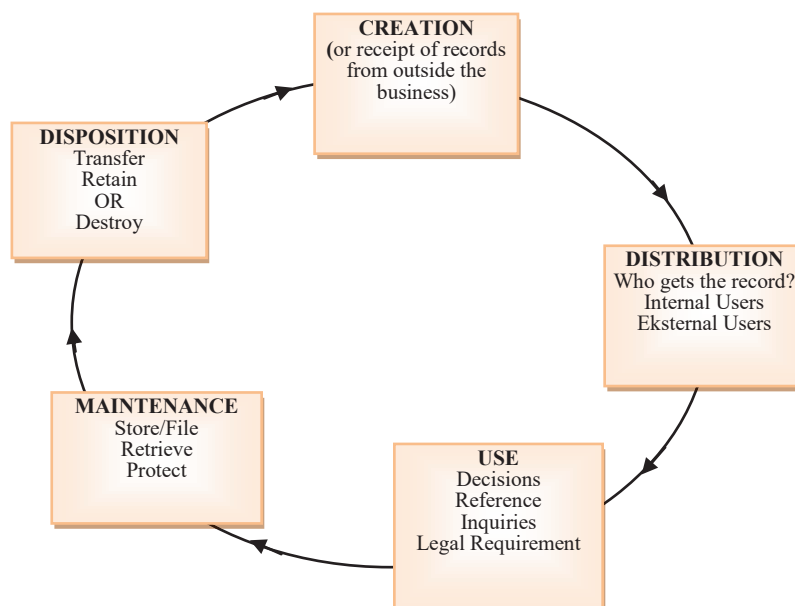 CREATION
(or receipt of records
from outside the
business)
DISTRIBUTION
Who gets the record?
Internal Users
Eksternal Users
USE
Decisions
Reference
Inquiries
Legal Requirement
MAINTENANCE
Store/File
Retrieve
Protect
DISPOSITION
Transfer
Retain
OR
Destroy